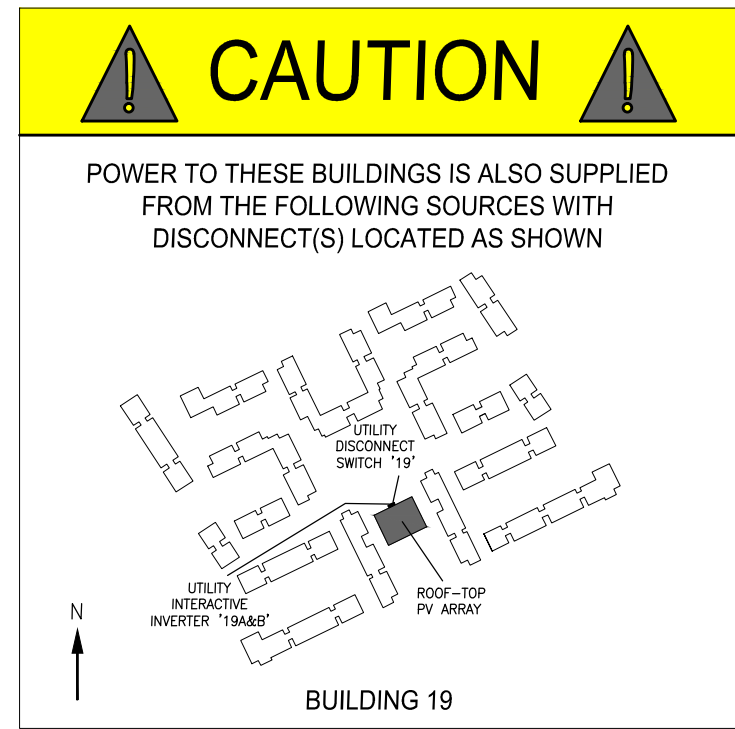 CAUTION
POWER TO THESE BUILDINGS IS ALSO SUPPLIED
FROM THE FOLLOWING SOURCES WITH
DISCONNECT(S) LOCATED AS SHOWN
UTILITY
DISCONNECT
SWITCH '19'
UTILITY
INTERACTIVE
INVERTER '19A&B'
ROOF-TOP
PV ARRAY
N
BUILDING 19